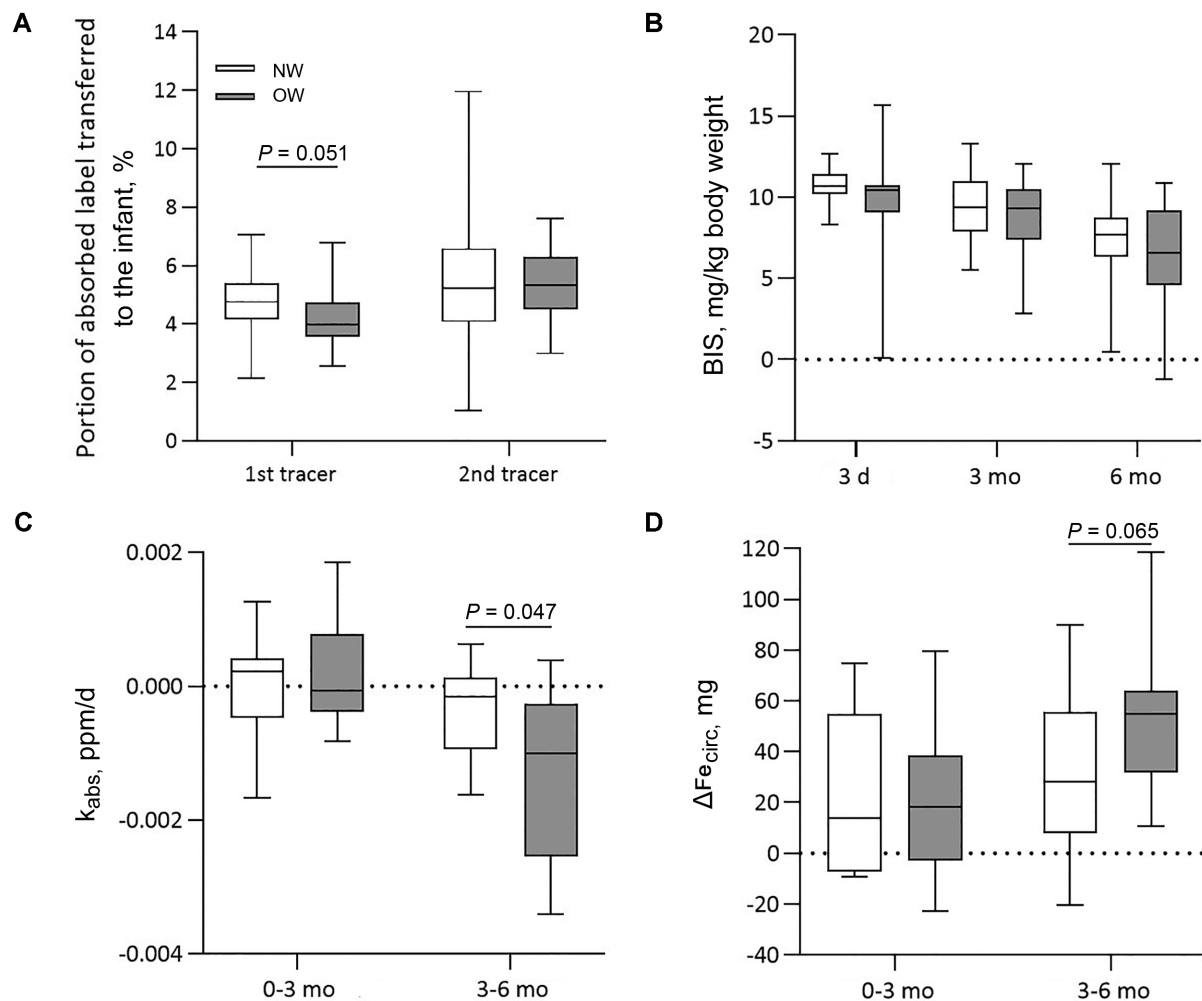 A
Portion of absorbed label transferred
to the infant, %
14
12
10
8
6
4
2
0
NW
OW
P = 0.051
1st tracer
2nd tracer
B
BIS, mg/kg body weight
20
15
10
5
0
-5
3 d
3 mo
6 mo
C
kabs, ppm/d
0.002
0.000
-0.002
-0.004
P = 0.047
0-3 mo
3-6 mo
D
ΔFecirc, mg
120
100
80
60
40
20
0
-20
-40
P = 0.065
0-3 mo
3-6 mo